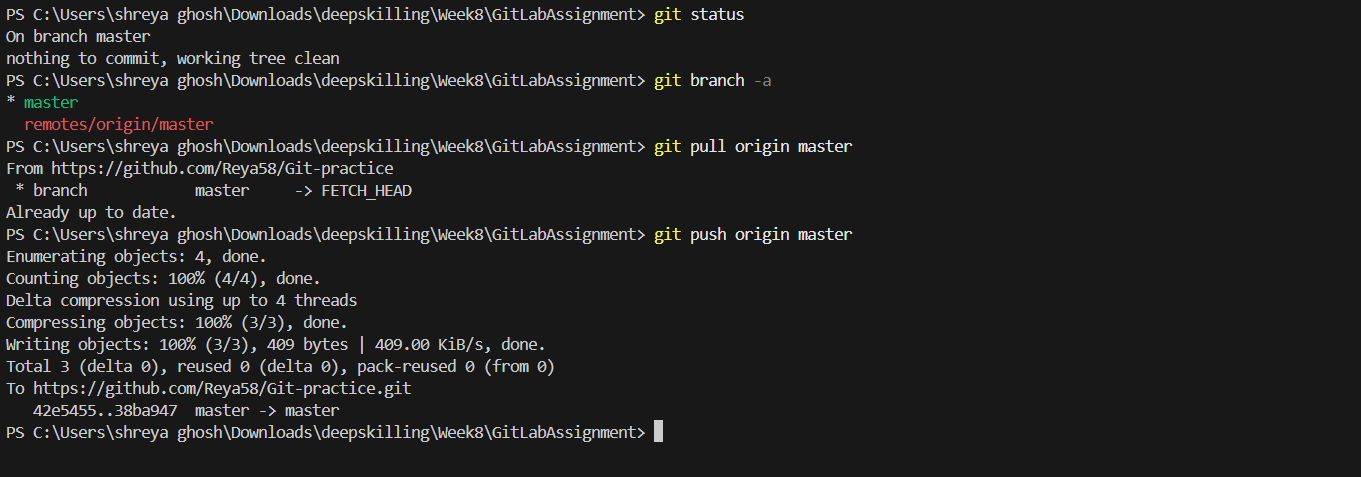 PS C:\Users\shreya ghosh\Downloads\deepskilling\Week8\GitLabAssignment> git status
On branch master
nothing to commit, working tree clean
PS C:\Users\shreya ghosh\Downloads\deepskilling\Week8\GitLabAssignment> git branch -a
* master
  remotes/origin/master
PS C:\Users\shreya ghosh\Downloads\deepskilling\Week8\GitLabAssignment> git pull origin master
From https://github.com/Reya58/Git-practice
 * branch            master     -> FETCH_HEAD
Already up to date.
PS C:\Users\shreya ghosh\Downloads\deepskilling\Week8\GitLabAssignment> git push origin master
Enumerating objects: 4, done.
Counting objects: 100% (4/4), done.
Delta compression using up to 4 threads
Compressing objects: 100% (3/3), done.
Writing objects: 100% (3/3), 409 bytes | 409.00 KiB/s, done.
Total 3 (delta 0), reused 0 (delta 0), pack-reused 0 (from 0)
To https://github.com/Reya58/Git-practice.git
   42e5455..38ba947  master -> master
PS C:\Users\shreya ghosh\Downloads\deepskilling\Week8\GitLabAssignment>